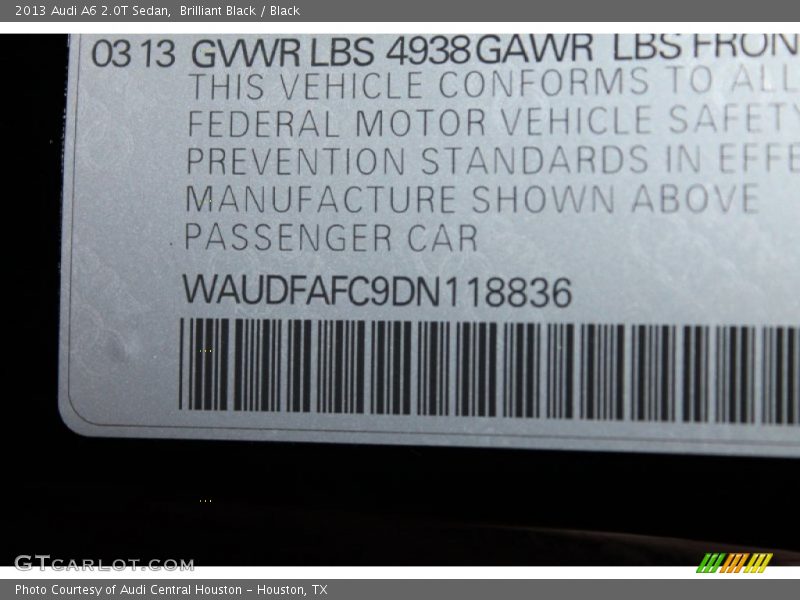 2013 Audi A6 2.0T Sedan,  Brilliant Black / Black
03 13 GVWR LBS 4938 GAWR LBS FRON
THIS VEHICLE CONFORMS TO ALL
FEDERAL MOTOR VEHICLE SAFETY
PREVENTION STANDARDS IN EFFE
MANUFACTURE SHOWN ABOVE
PASSENGER CAR
WAUDFAFC9DN118836
GTCARLOT.COM
Photo Courtesy of Audi Central Houston - Houston, TX